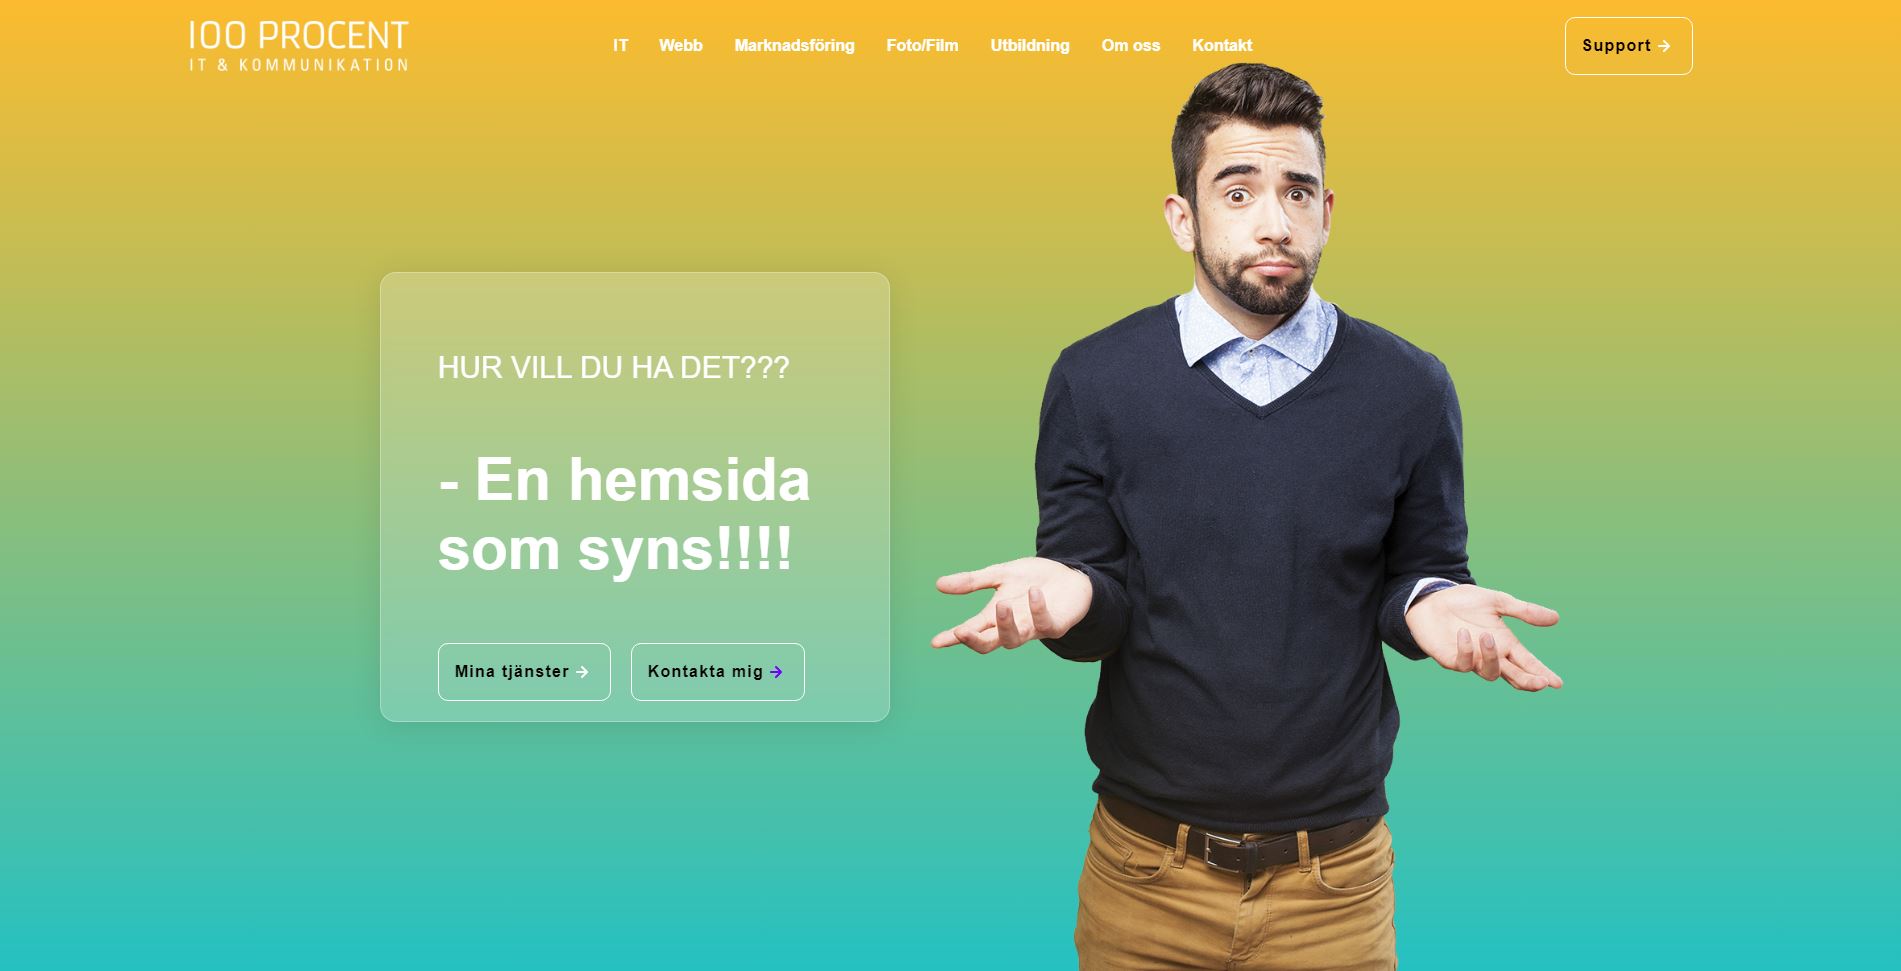 100 PROCENT
IT & KOMMUNIKATION
IT
Webb
Marknadsföring
Foto/Film
Utbildning
Om oss
Kontakt
Support
HUR VILL DU HA DET???
- En hemsida
som syns!!!!
Mina tjänster
Kontakta mig